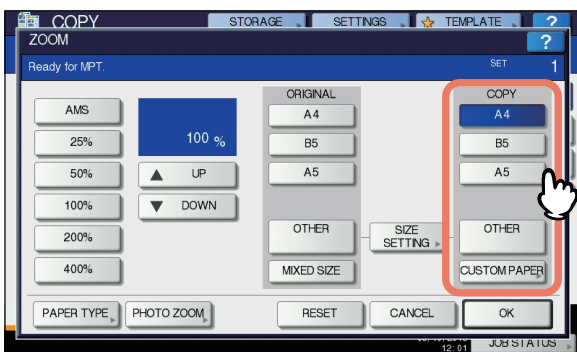 COPY STORAGE SETTINGS TEMPLATE ?
ZOOM ?
Ready for MPT. SET 1
ORIGINAL COPY
AMS A4 A4
25% 100 % B5 B5
50% UP A5 A5
100% DOWN
200% OTHER SIZE SETTING OTHER
400% MIXED SIZE CUSTOM PAPER
PAPER TYPE PHOTO ZOOM RESET CANCEL OK
12:01 JOB STATUS